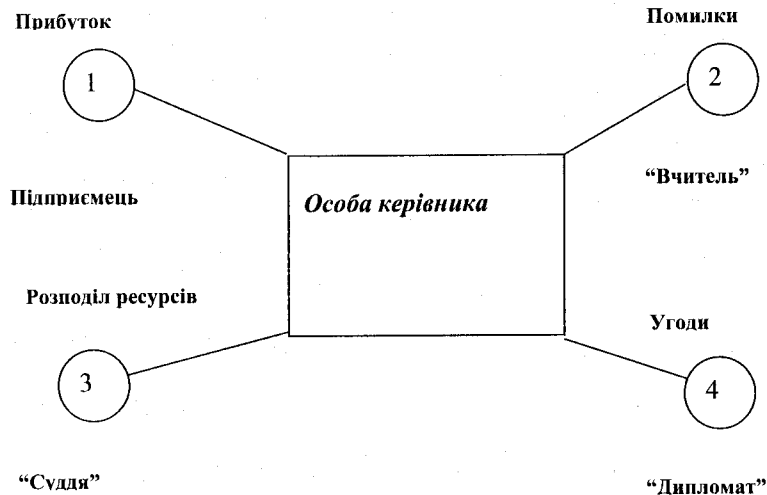 Прибуток
Помилки
1
2
“Вчитель”
Підприємець
Особа керівника
Розподіл ресурсів
Угоди
3
4
“Суддя”
“Дипломат”